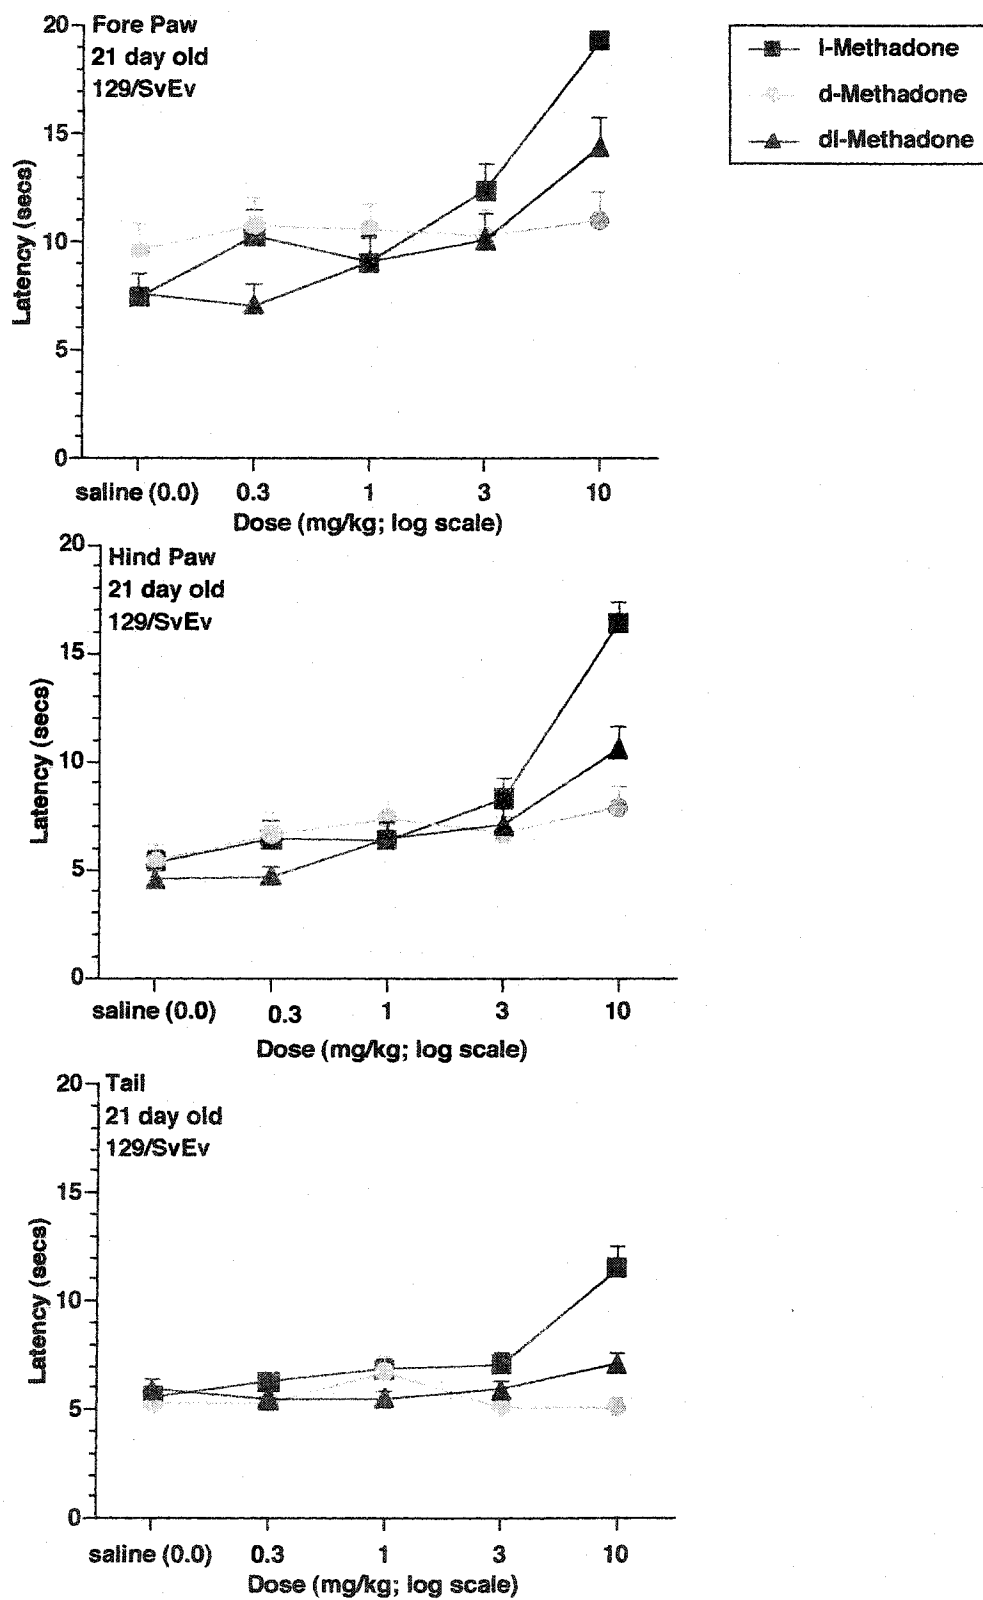 Fore Paw
21 day old
129/SvEv
20
15
10
5
0
Latency (secs)
saline (0.0) 0.3 1 3 10
Dose (mg/kg; log scale)
l-Methadone
d-Methadone
dl-Methadone
Hind Paw
21 day old
129/SvEv
20
15
10
5
0
Latency (secs)
saline (0.0) 0.3 1 3 10
Dose (mg/kg; log scale)
Tail
21 day old
129/SvEv
20
15
10
5
0
Latency (secs)
saline (0.0) 0.3 1 3 10
Dose (mg/kg; log scale)